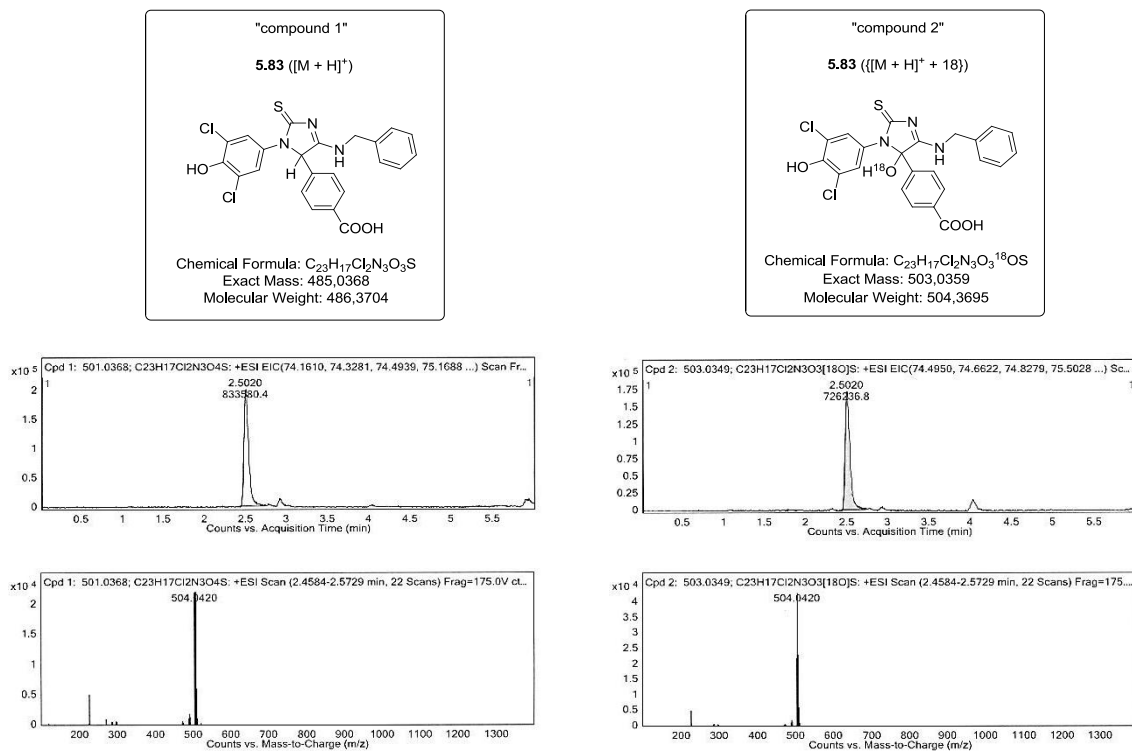 "compound 1"
5.83 ([M + H]⁺)
S
N
N
N
H
Cl
HO
Cl
H
COOH
Chemical Formula: C₂₃H₁₇Cl₂N₃O₃S
Exact Mass: 485,0368
Molecular Weight: 486,3704
"compound 2"
5.83 ({[M + H]⁺ + 18})
S
N
N
N
H
Cl
HO
Cl
H¹⁸O
COOH
Chemical Formula: C₂₃H₁₇Cl₂N₃O₃¹⁸OS
Exact Mass: 503,0359
Molecular Weight: 504,3695
x10⁵ Cpd 1: 501.0368; C23H17Cl2N3O4S: +ESI EIC(74.1610, 74.3281, 74.4939, 75.1688 ...) Scan Fr...
1 2.5020 1
833580.4
2
1.5
1
0.5
0
0.5 1 1.5 2 2.5 3 3.5 4 4.5 5 5.5
Counts vs. Acquisition Time (min)
x10⁵ Cpd 2: 503.0349; C23H17Cl2N3O3[18O]S: +ESI EIC(74.4950, 74.6622, 74.8279, 75.5028 ...) Sc...
1 2.5020 1
726236.8
1.75
1.5
1.25
1
0.75
0.5
0.25
0
0.5 1 1.5 2 2.5 3 3.5 4 4.5 5 5.5
Counts vs. Acquisition Time (min)
x10⁴ Cpd 1: 501.0368; C23H17Cl2N3O4S: +ESI Scan (2.4584-2.5729 min, 22 Scans) Frag=175.0V ct...
504.0420
2
1.5
1
0.5
0
200 300 400 500 600 700 800 900 1000 1100 1200 1300
Counts vs. Mass-to-Charge (m/z)
x10⁴ Cpd 2: 503.0349; C23H17Cl2N3O3[18O]S: +ESI Scan (2.4584-2.5729 min, 22 Scans) Frag=175....
504.0420
4
3.5
3
2.5
2
1.5
1
0.5
0
200 300 400 500 600 700 800 900 1000 1100 1200 1300
Counts vs. Mass-to-Charge (m/z)